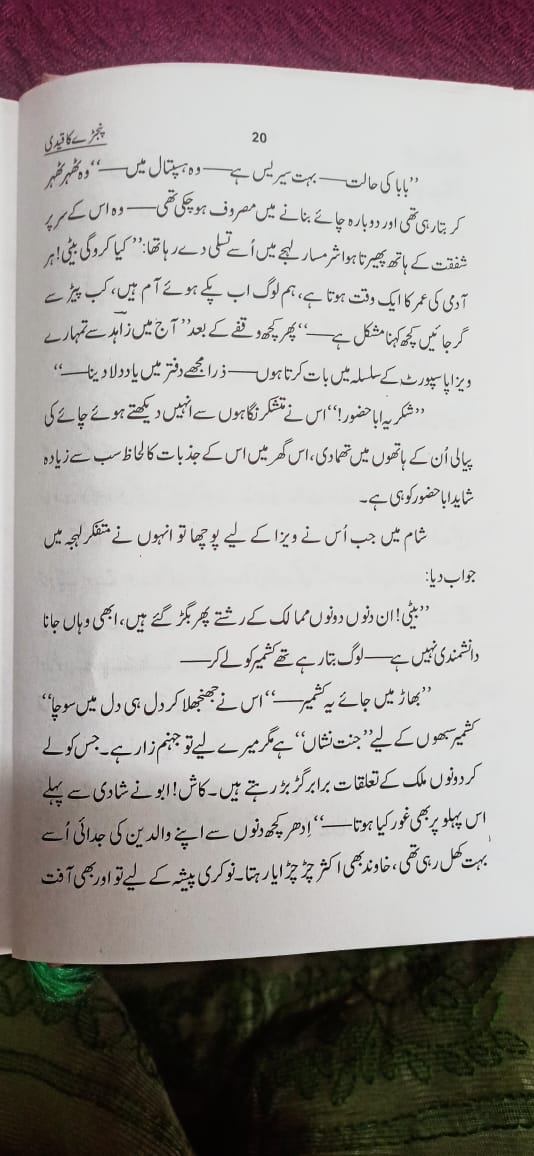 20
پنجڑے کا قیدی
”بابا کی حالت—— بہت سیریس ہے—— وہ ہسپتال میں——“ وہ ٹھہر ٹھہر
کر بتا رہی تھی اور دوبارہ چائے بنانے میں مصروف ہو چکی تھی—— وہ اس کے سر پر
شفقت کے ہاتھ پھیرتا ہوا شرمسار لہجے میں اُسے تسلی دے رہا تھا: ”کیا کروگی بیٹی! ہر
آدمی کی عمر کا ایک وقت ہوتا ہے، ہم لوگ اب پکے ہوئے آم ہیں، کب پیڑ سے
گر جائیں کچھ کہنا مشکل ہے——“ پھر کچھ وقفے کے بعد ”آج میں زاہد سے تمہارے
ویزا پاسپورٹ کے سلسلہ میں بات کرتا ہوں—— ذرا مجھے دفتر میں یاد دلا دینا——“
”شکریہ ابا حضور!“ اس نے متشکر نگاہوں سے انہیں دیکھتے ہوئے چائے کی
پیالی اُن کے ہاتھوں میں تھما دی، اس گھر میں اس کے جذبات کا لحاظ سب سے زیادہ
شاید ابا حضور کو ہی ہے۔
شام میں جب اُس نے ویزا کے لیے پوچھا تو انہوں نے متفکر لہجہ میں
جواب دیا:
”بیٹی! ان دنوں دونوں ممالک کے رشتے پھر بگڑ گئے ہیں، ابھی وہاں جانا
دانشمندی نہیں ہے—— لوگ بتا رہے تھے کشمیر کو لے کر——
”بھاڑ میں جائے یہ کشمیر——“ اس نے جھنجھلا کر دل ہی دل میں سوچا“
کشمیر سبھوں کے لیے ”جنت نشاں“ ہے مگر میرے لیے تو جہنم زار ہے۔ جس کو لے
کر دونوں ملک کے تعلقات برابر گڑبڑ رہتے ہیں۔ کاش! ابو نے شادی سے پہلے
اس پہلو پر بھی غور کیا ہوتا——“ اِدھر کچھ دنوں سے اپنے والدین کی جدائی اُسے
بہت کھل رہی تھی، خاوند بھی اکثر چڑچڑایا رہتا۔ نوکری پیشہ کے لیے تو اور بھی آفت